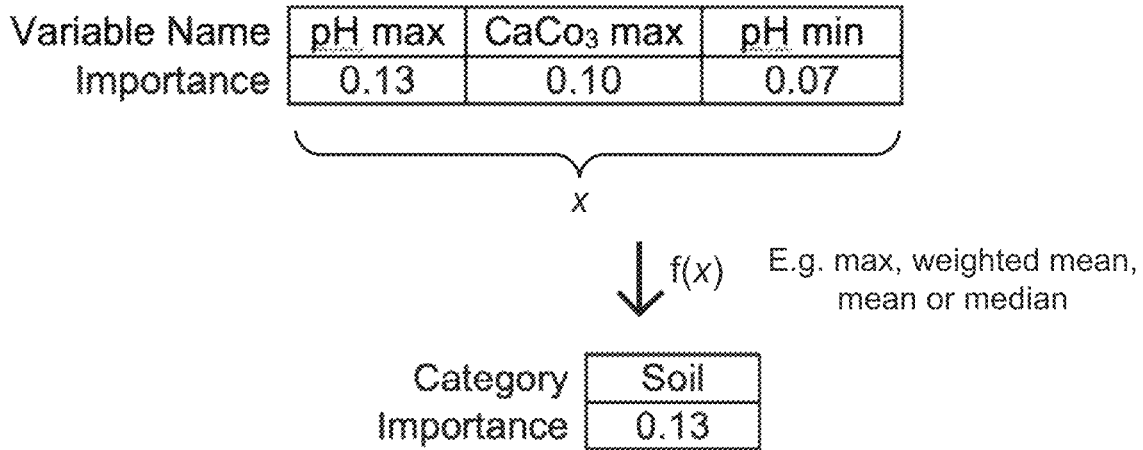 Variable Name pH max CaCo₃ max pH min
Importance 0.13 0.10 0.07
x
f(x) E.g. max, weighted mean,
mean or median
Category Soil
Importance 0.13